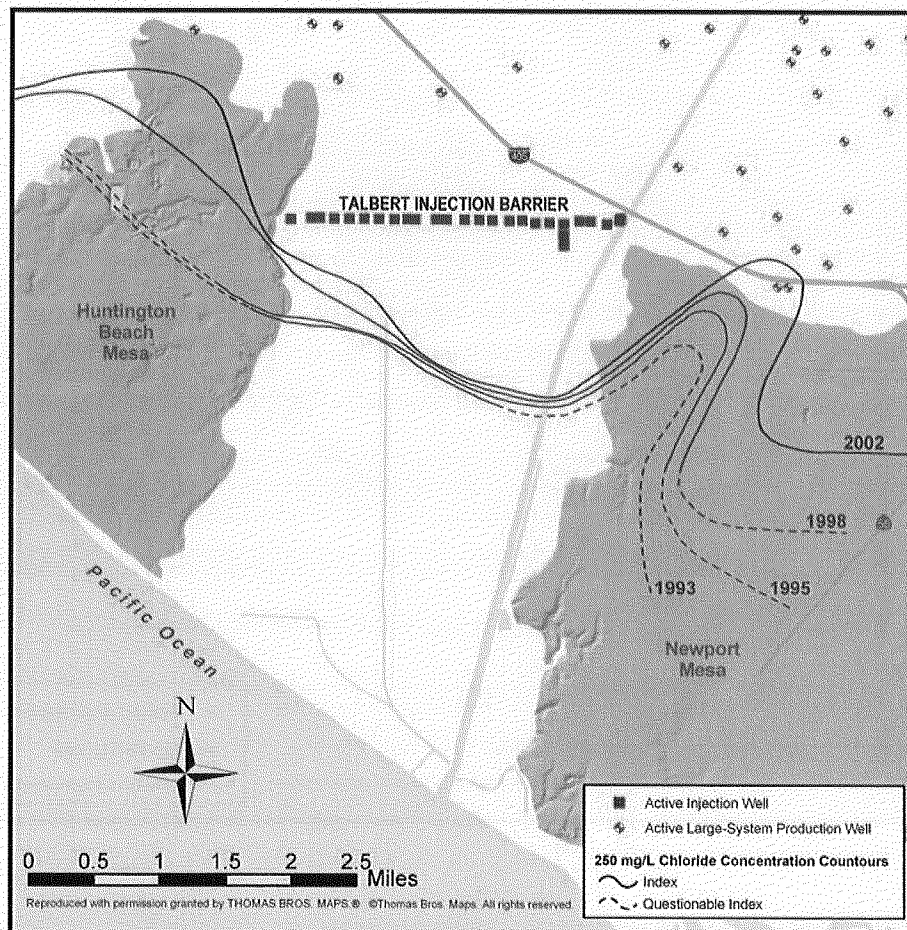 405
TALBERT INJECTION BARRIER
Huntington
Beach
Mesa
2002
1998
1995
1993
Newport
Mesa
Pacific Ocean
N
0 0.5 1 1.5 2 2.5
Miles
Reproduced with permission granted by THOMAS BROS. MAPS.® ©Thomas Bros. Maps. All rights reserved.
Active Injection Well
Active Large-System Production Well
250 mg/L Chloride Concentration Countours
Index
Questionable Index